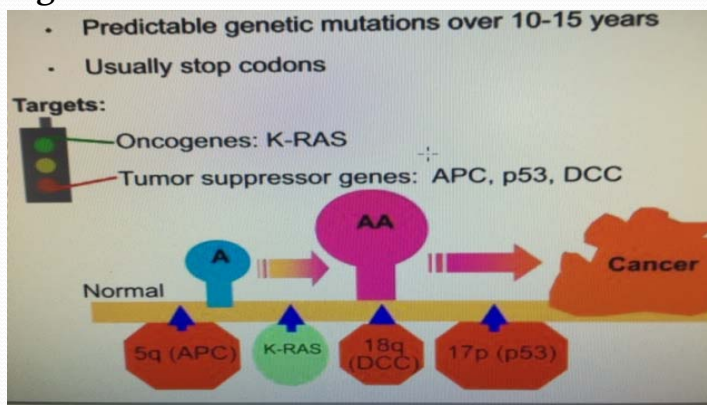 • Predictable genetic mutations over 10-15 years
• Usually stop codons
Targets:
Oncogenes: K-RAS
Tumor suppressor genes: APC, p53, DCC
AA
A
Cancer
Normal
5q (APC)
K-RAS
18q
(DCC)
17p (p53)